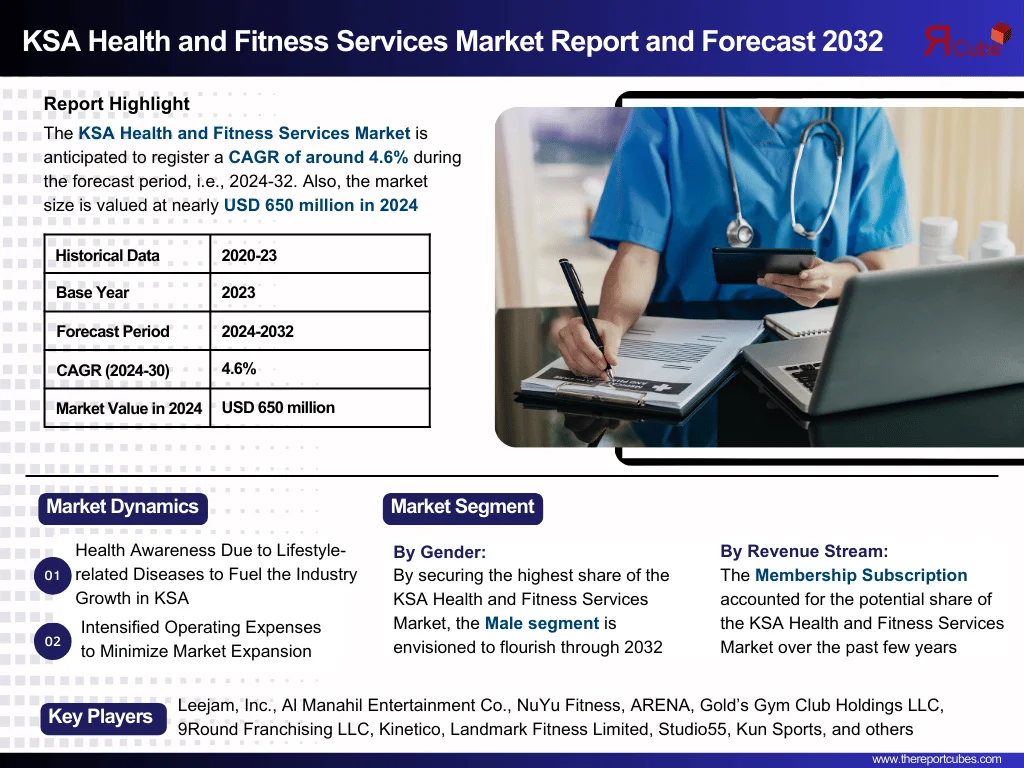 KSA Health and Fitness Services Market Report and Forecast 2032
RCube
Report Highlight
The KSA Health and Fitness Services Market is
anticipated to register a CAGR of around 4.6% during
the forecast period, i.e., 2024-32. Also, the market
size is valued at nearly USD 650 million in 2024
Historical Data 2020-23
Base Year 2023
Forecast Period 2024-2032
CAGR (2024-30) 4.6%
Market Value in 2024 USD 650 million
Market Dynamics
01
Health Awareness Due to Lifestyle-
related Diseases to Fuel the Industry
Growth in KSA
02
Intensified Operating Expenses
to Minimize Market Expansion
Market Segment
By Gender:
By securing the highest share of the
KSA Health and Fitness Services
Market, the Male segment is
envisioned to flourish through 2032
By Revenue Stream:
The Membership Subscription
accounted for the potential share of
the KSA Health and Fitness Services
Market over the past few years
Key Players
Leejam, Inc., Al Manahil Entertainment Co., NuYu Fitness, ARENA, Gold's Gym Club Holdings LLC,
9Round Franchising LLC, Kinetico, Landmark Fitness Limited, Studio55, Kun Sports, and others
www.thereportcubes.com